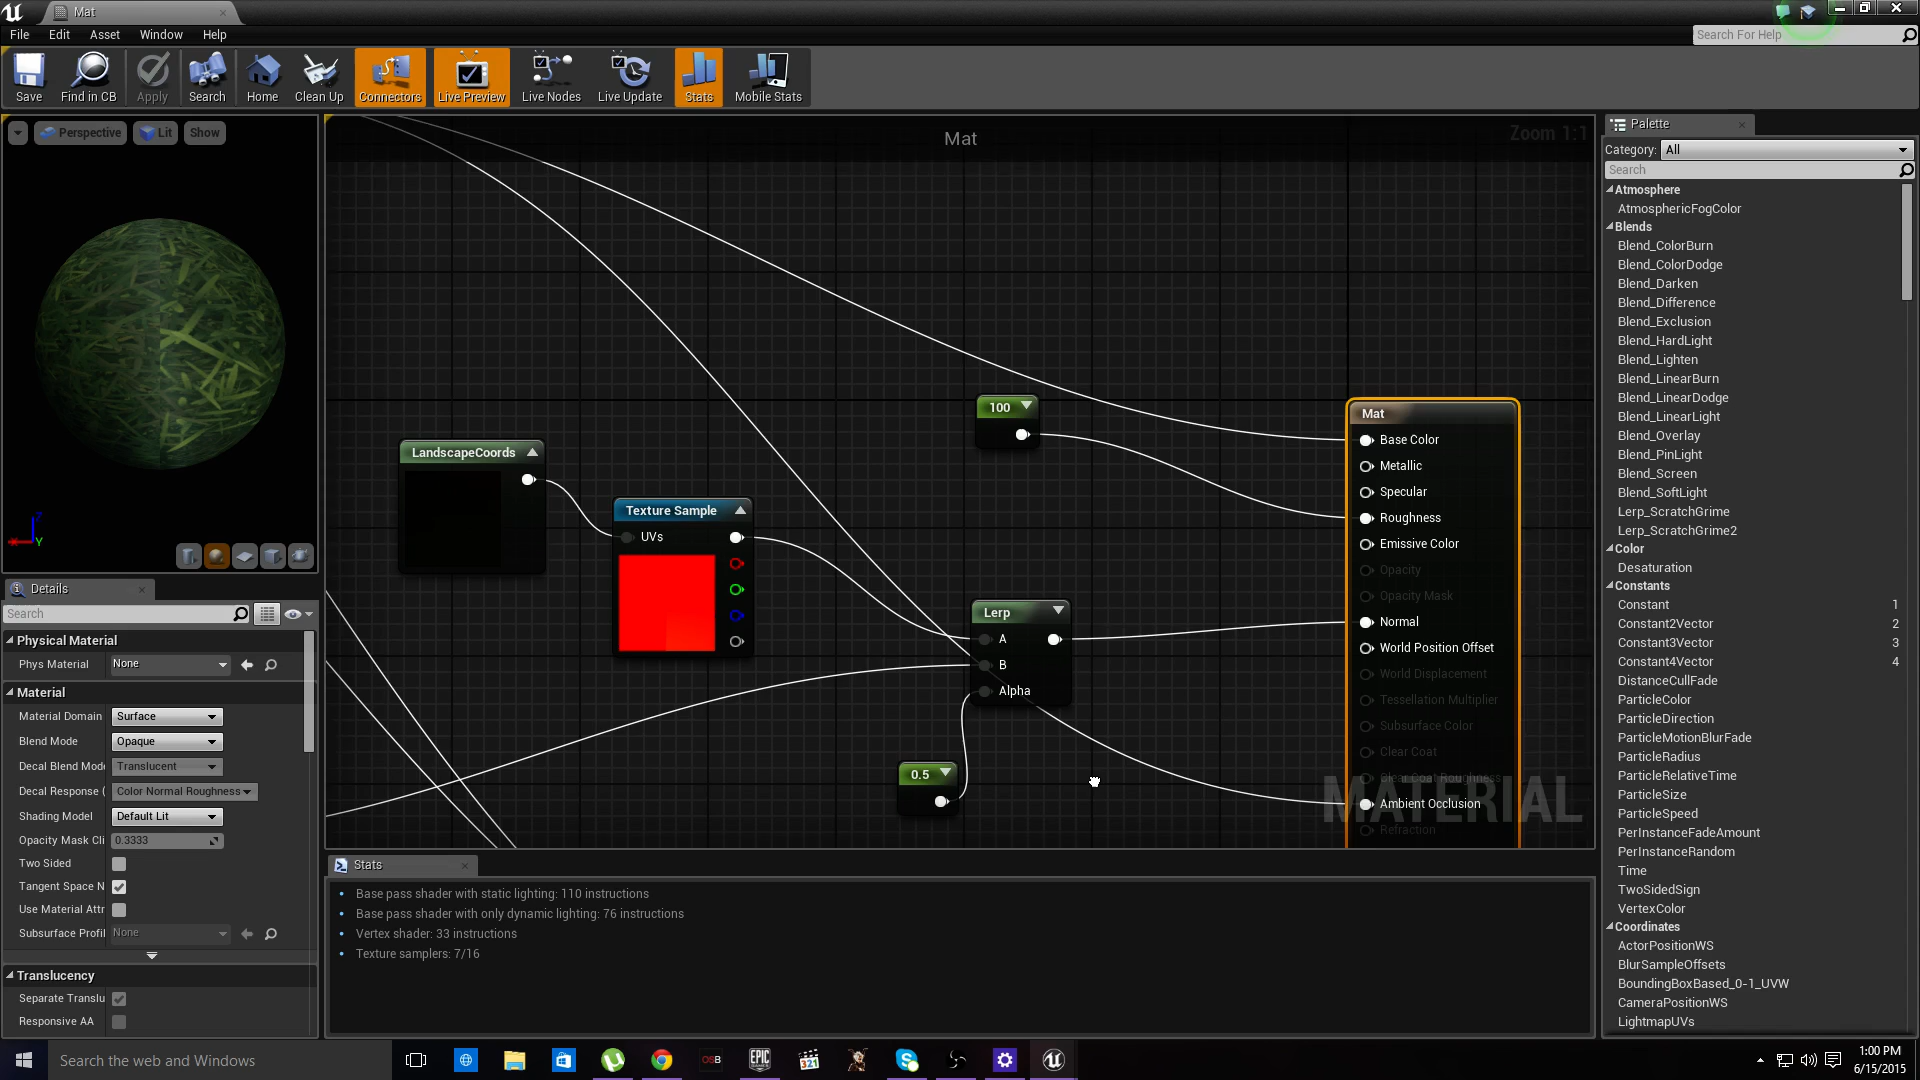 Mat
File Edit Asset Window Help
Search For Help
Save Find in CB Apply Search Home Clean Up Connectors Live Preview Live Nodes Live Update Stats Mobile Stats
Perspective Lit Show
Mat
Zoom 1:1
Z
Y
100
LandscapeCoords
Texture Sample
UVs
Lerp
A
B
Alpha
0.5
Mat
Base Color
Metallic
Specular
Roughness
Emissive Color
Opacity
Opacity Mask
Normal
World Position Offset
World Displacement
Tessellation Multiplier
Subsurface Color
Clear Coat
Clear Coat Roughness
MATERIAL
Ambient Occlusion
Refraction
Details
Search
Physical Material
Phys Material None
Material
Material Domain Surface
Blend Mode Opaque
Decal Blend Mode Translucent
Decal Response ( Color Normal Roughness
Shading Model Default Lit
Opacity Mask Cli 0.3333
Two Sided
Tangent Space N
Use Material Attr
Subsurface Profil None
Translucency
Separate Translu
Responsive AA
Stats
• Base pass shader with static lighting: 110 instructions
• Base pass shader with only dynamic lighting: 76 instructions
• Vertex shader: 33 instructions
• Texture samplers: 7/16
Palette
Category: All
Search
Atmosphere
AtmosphericFogColor
Blends
Blend_ColorBurn
Blend_ColorDodge
Blend_Darken
Blend_Difference
Blend_Exclusion
Blend_HardLight
Blend_Lighten
Blend_LinearBurn
Blend_LinearDodge
Blend_LinearLight
Blend_Overlay
Blend_PinLight
Blend_Screen
Blend_SoftLight
Lerp_ScratchGrime
Lerp_ScratchGrime2
Color
Desaturation
Constants
Constant 1
Constant2Vector 2
Constant3Vector 3
Constant4Vector 4
DistanceCullFade
ParticleColor
ParticleDirection
ParticleMotionBlurFade
ParticleRadius
ParticleRelativeTime
ParticleSize
ParticleSpeed
PerInstanceFadeAmount
PerInstanceRandom
Time
TwoSidedSign
VertexColor
Coordinates
ActorPositionWS
BlurSampleOffsets
BoundingBoxBased_0-1_UVW
CameraPositionWS
LightmapUVs
Search the web and Windows
OSB
EPIC GAMES
321
1:00 PM
6/15/2015